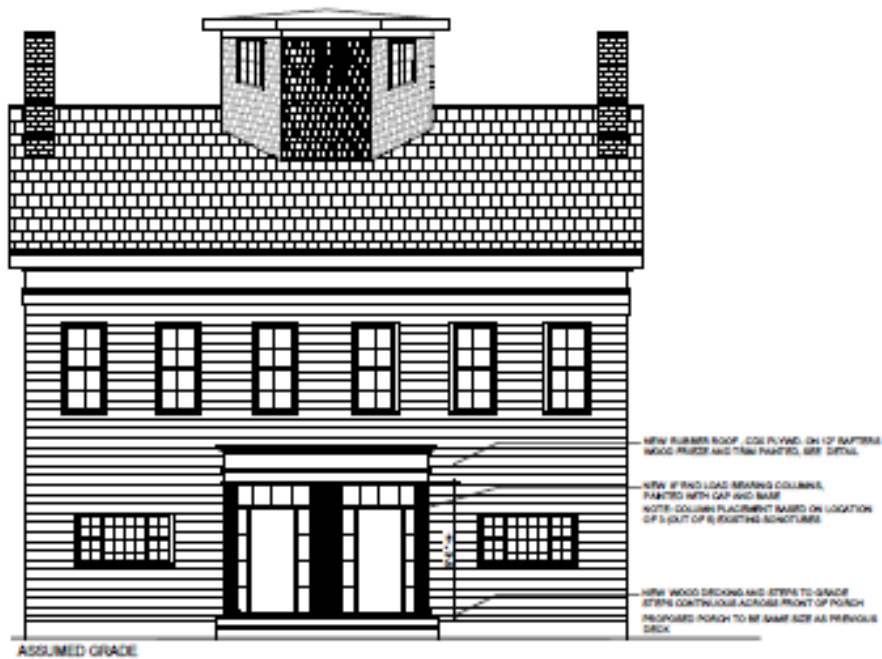 NEW RUBBER ROOF, CDX PLYWD. ON 12" RAFTERS
WOOD FRIEZE AND TRIM PAINTED, SEE DETAIL
NEW 8" END LOAD BEARING COLUMNS,
PAINTED WITH CAP AND BASE
NOTE: COLUMN PLACEMENT BASED ON LOCATION
OF 3 (OUT OF 6) EXISTING SONOTUBES
NEW WOOD DECKING AND STEPS TO GRADE
STEPS CONTINUOUS ACROSS FRONT OF PORCH
PROPOSED PORCH TO BE SAME SIZE AS PREVIOUS
DECK
ASSUMED GRADE